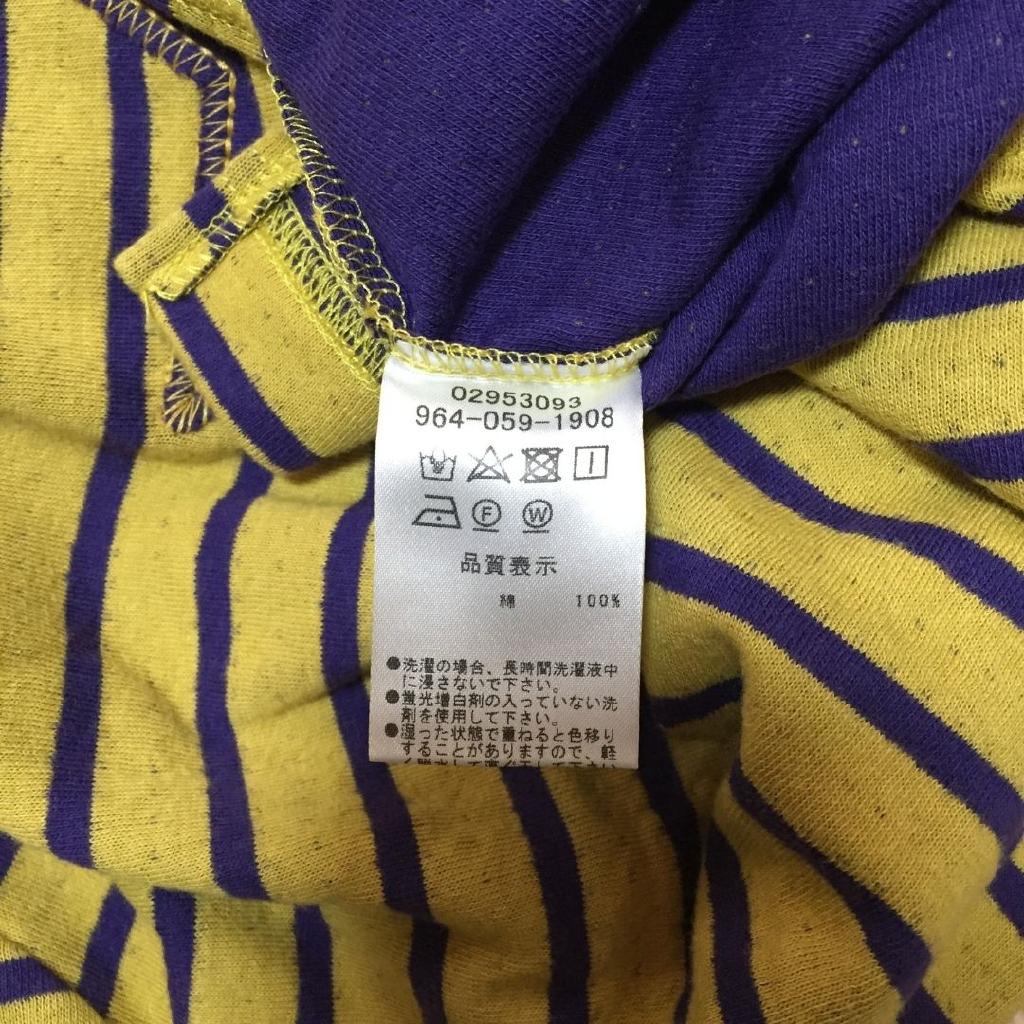 02953093
964-059-1908
F W
品質表示
綿 100%
●洗濯の場合、長時間洗濯液中
に浸さないで下さい。
●蛍光増白剤の入っていない洗
剤を使用して下さい。
●湿った状態で重ねると色移り
することがありますので、軽